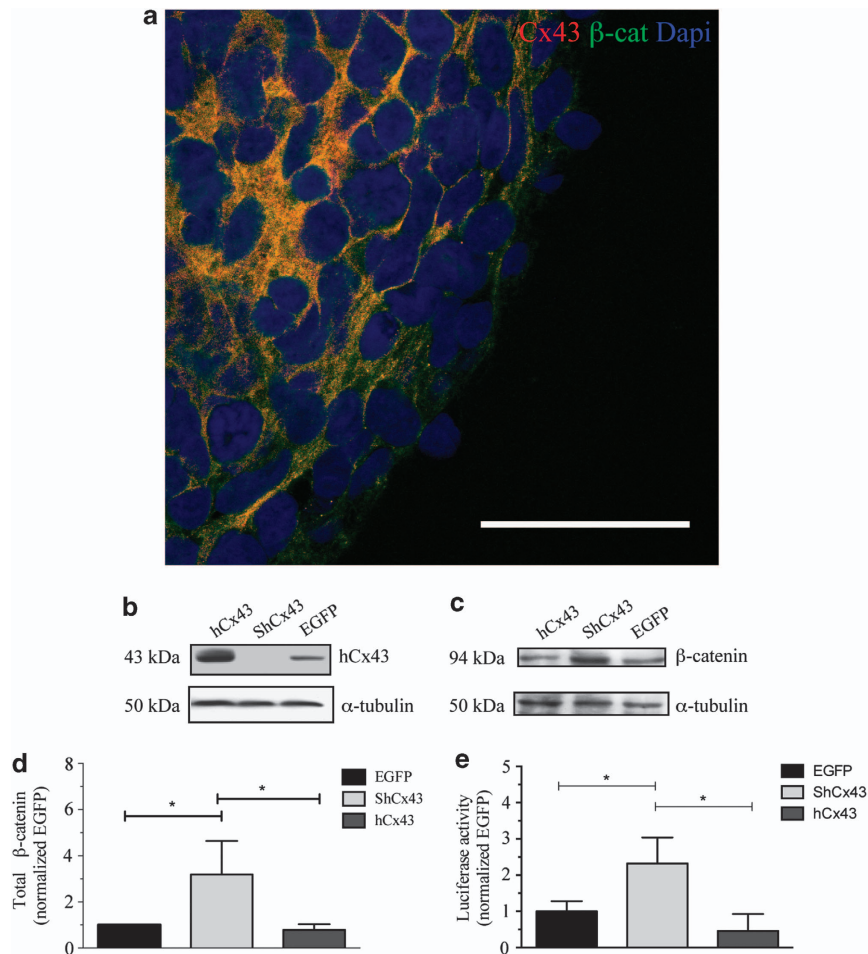 a
Cx43 β-cat Dapi
b
hCx43 ShCx43 EGFP
43 kDa hCx43
50 kDa α-tubulin
c
hCx43 ShCx43 EGFP
94 kDa β-catenin
50 kDa α-tubulin
d
Total β-catenin
(normalized EGFP)
8
6
4
2
0
*
*
EGFP
ShCx43
hCx43
e
Luciferase activity
(normalized EGFP)
5
4
3
2
1
0
*
*
EGFP
ShCx43
hCx43